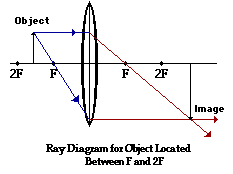 Object
2F F F 2F
Image
Ray Diagram for Object Located
Between F and 2F